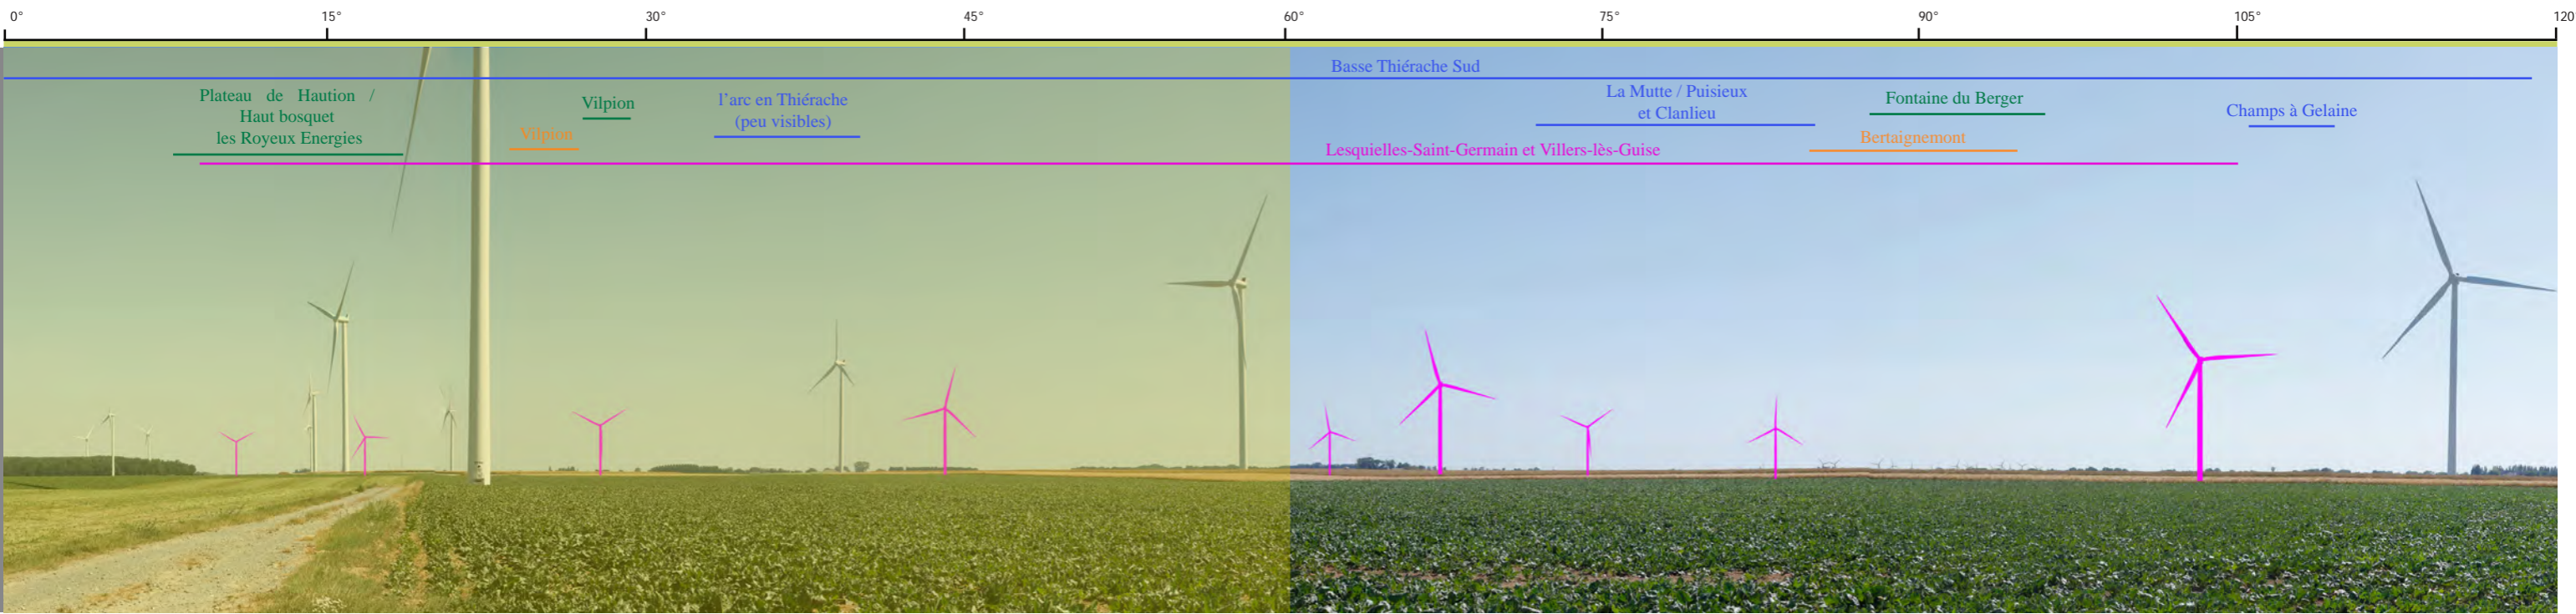 0° 15° 30° 45° 60° 75° 90° 105° 120
Basse Thiérache Sud
Plateau de Haution /
Haut bosquet
les Royeux Energies
Vilpion
Vilpion
l'arc en Thiérache
(peu visibles)
La Mutte / Puisieux
et Clanlieu
Fontaine du Berger
Bertaignemont
Champs à Gelaine
Lesquielles-Saint-Germain et Villers-lès-Guise